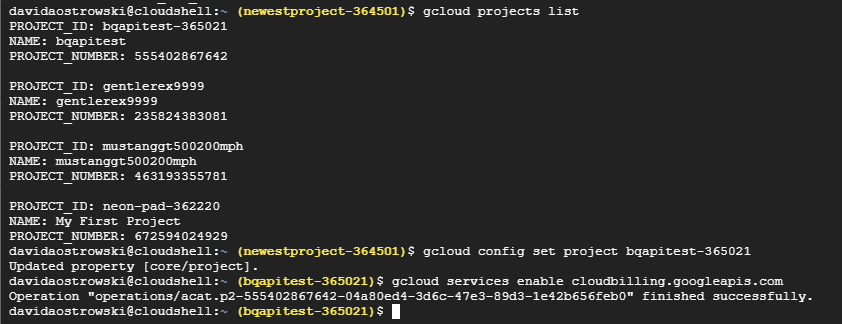 davidaostrowski@cloudshell:~ (newestproject-364501)$ gcloud projects list
PROJECT_ID: bqapitest-365021
NAME: bqapitest
PROJECT_NUMBER: 555402867642
PROJECT_ID: gentlerex9999
NAME: gentlerex9999
PROJECT_NUMBER: 235824383081
PROJECT_ID: mustanggt500200mph
NAME: mustanggt500200mph
PROJECT_NUMBER: 463193355781
PROJECT_ID: neon-pad-362220
NAME: My First Project
PROJECT_NUMBER: 672594024929
davidaostrowski@cloudshell:~ (newestproject-364501)$ gcloud config set project bqapitest-365021
Updated property [core/project].
davidaostrowski@cloudshell:~ (bqapitest-365021)$ gcloud services enable cloudbilling.googleapis.com
Operation "operations/acat.p2-555402867642-04a80ed4-3d6c-47e3-89d3-1e42b656feb0" finished successfully.
davidaostrowski@cloudshell:~ (bqapitest-365021)$